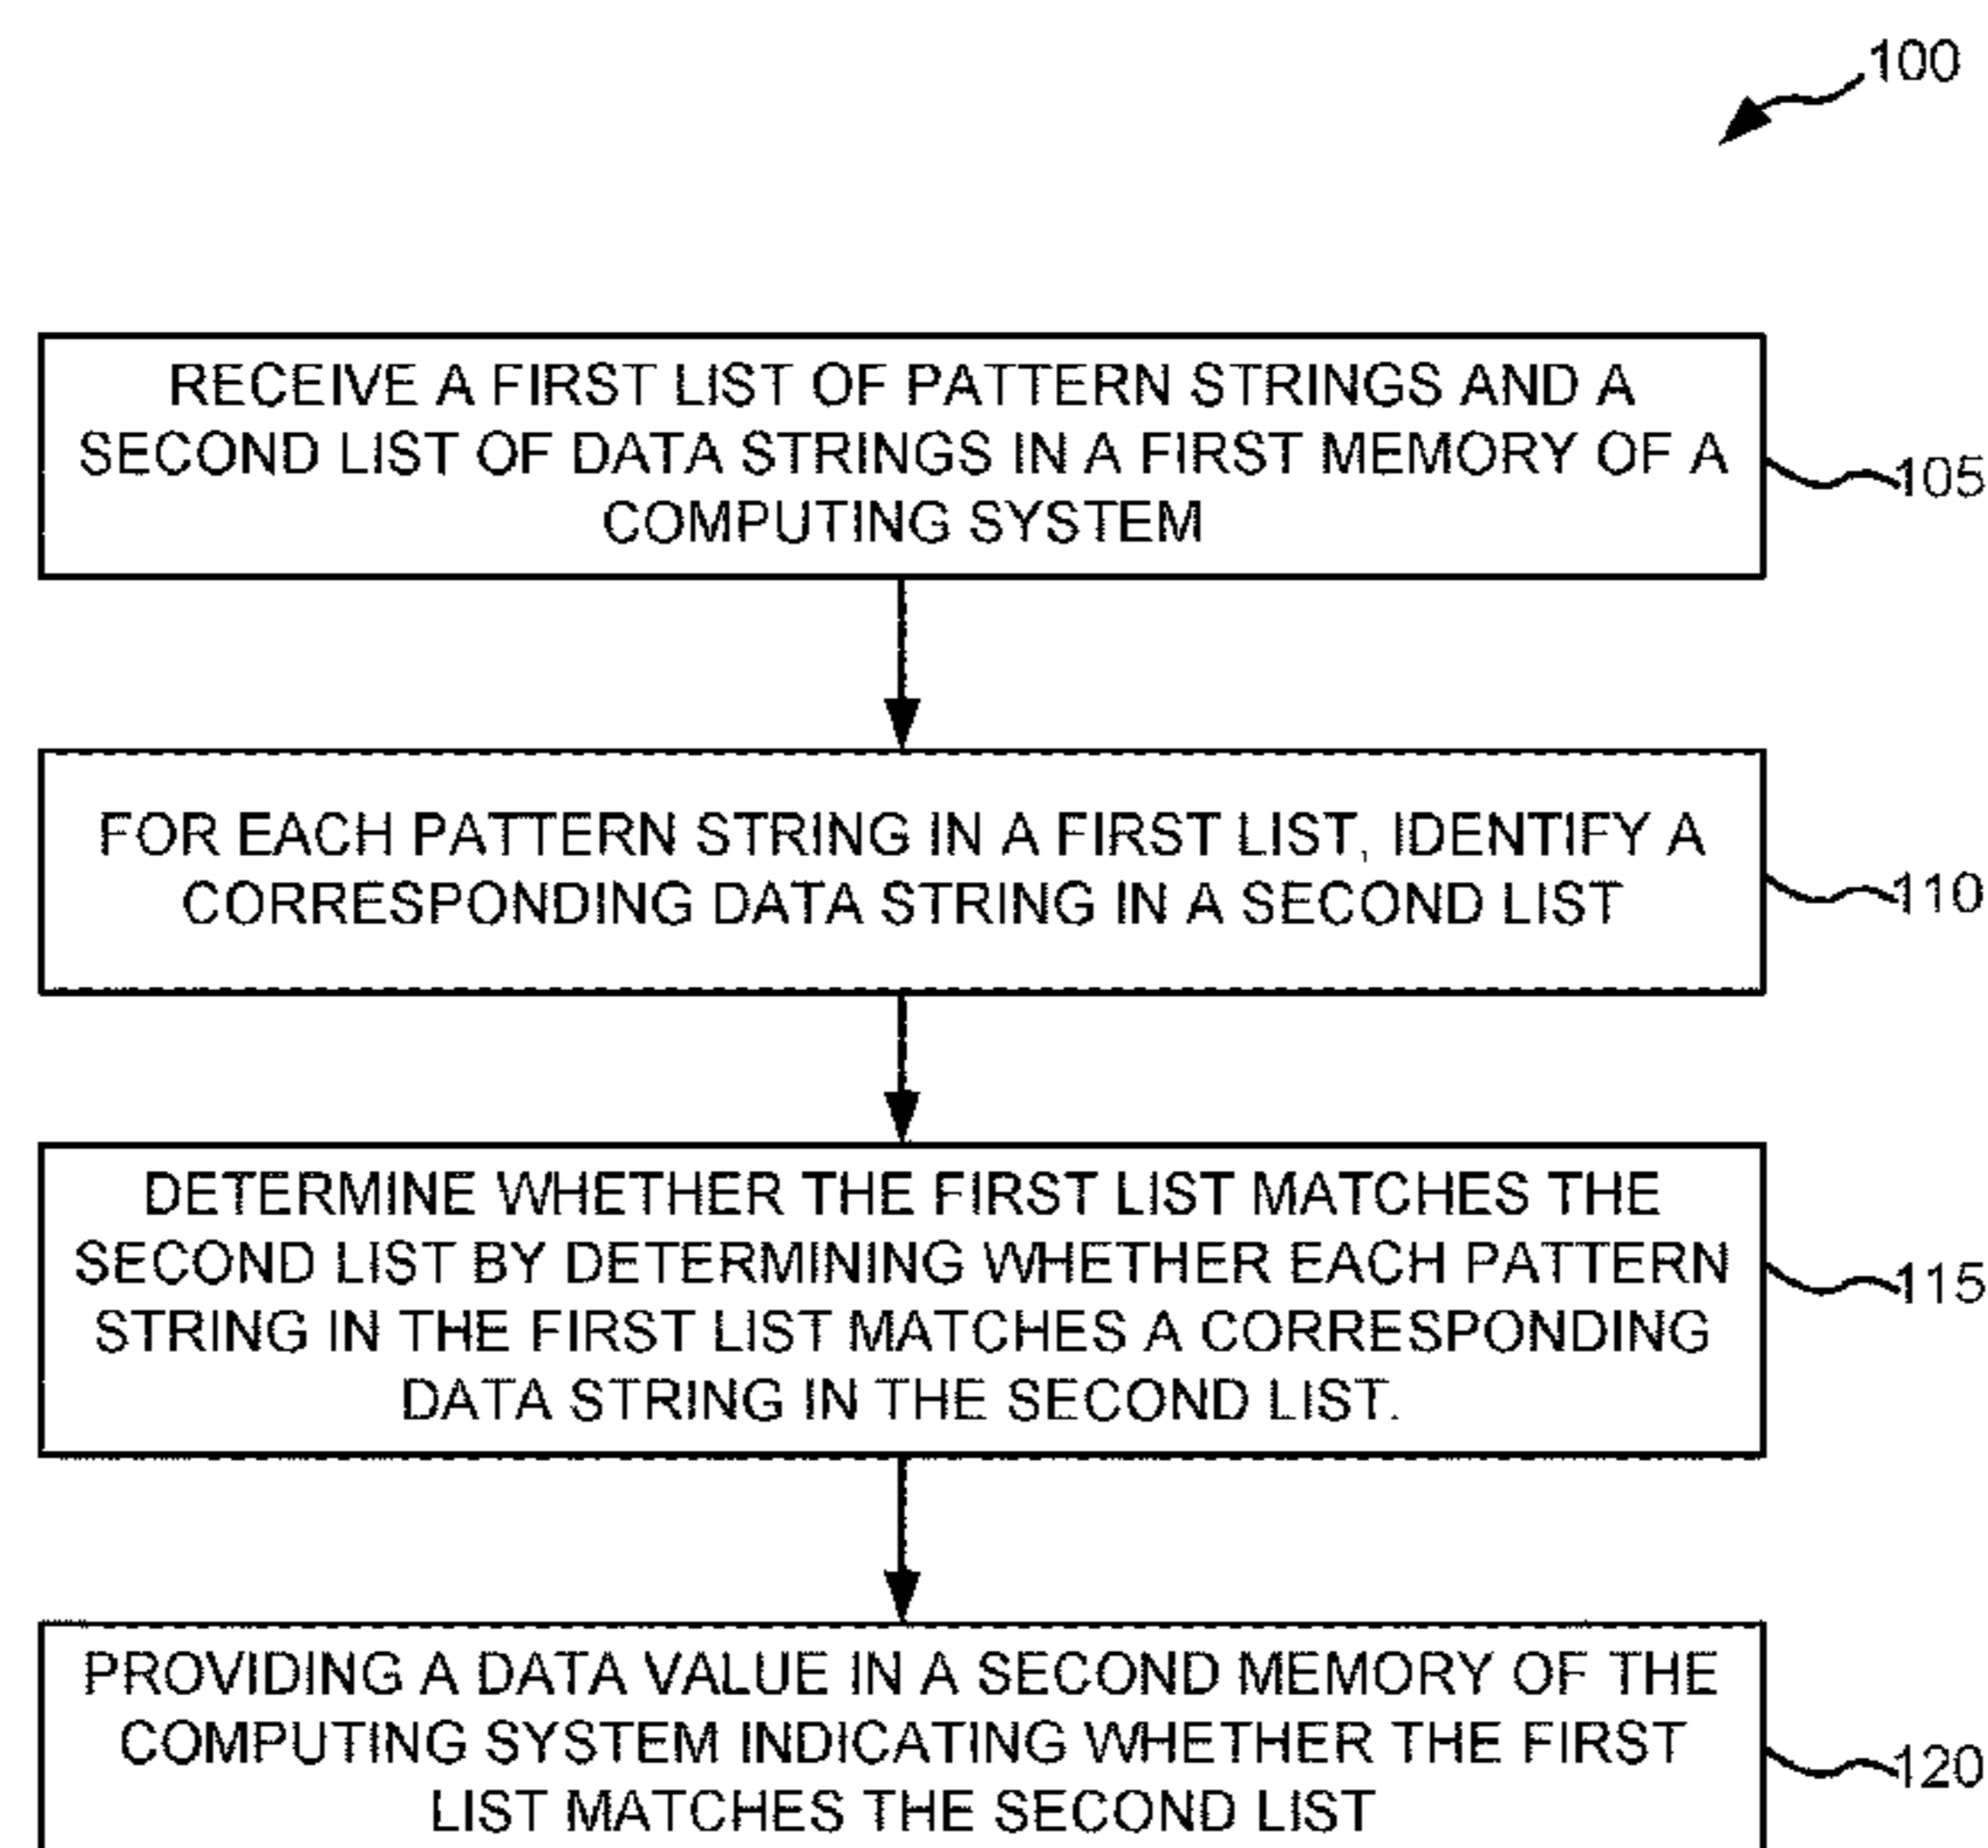 100
RECEIVE A FIRST LIST OF PATTERN STRINGS AND A
SECOND LIST OF DATA STRINGS IN A FIRST MEMORY OF A
COMPUTING SYSTEM
105
FOR EACH PATTERN STRING IN A FIRST LIST, IDENTIFY A
CORRESPONDING DATA STRING IN A SECOND LIST
110
DETERMINE WHETHER THE FIRST LIST MATCHES THE
SECOND LIST BY DETERMINING WHETHER EACH PATTERN
STRING IN THE FIRST LIST MATCHES A CORRESPONDING
DATA STRING IN THE SECOND LIST.
115
PROVIDING A DATA VALUE IN A SECOND MEMORY OF THE
COMPUTING SYSTEM INDICATING WHETHER THE FIRST
LIST MATCHES THE SECOND LIST
120